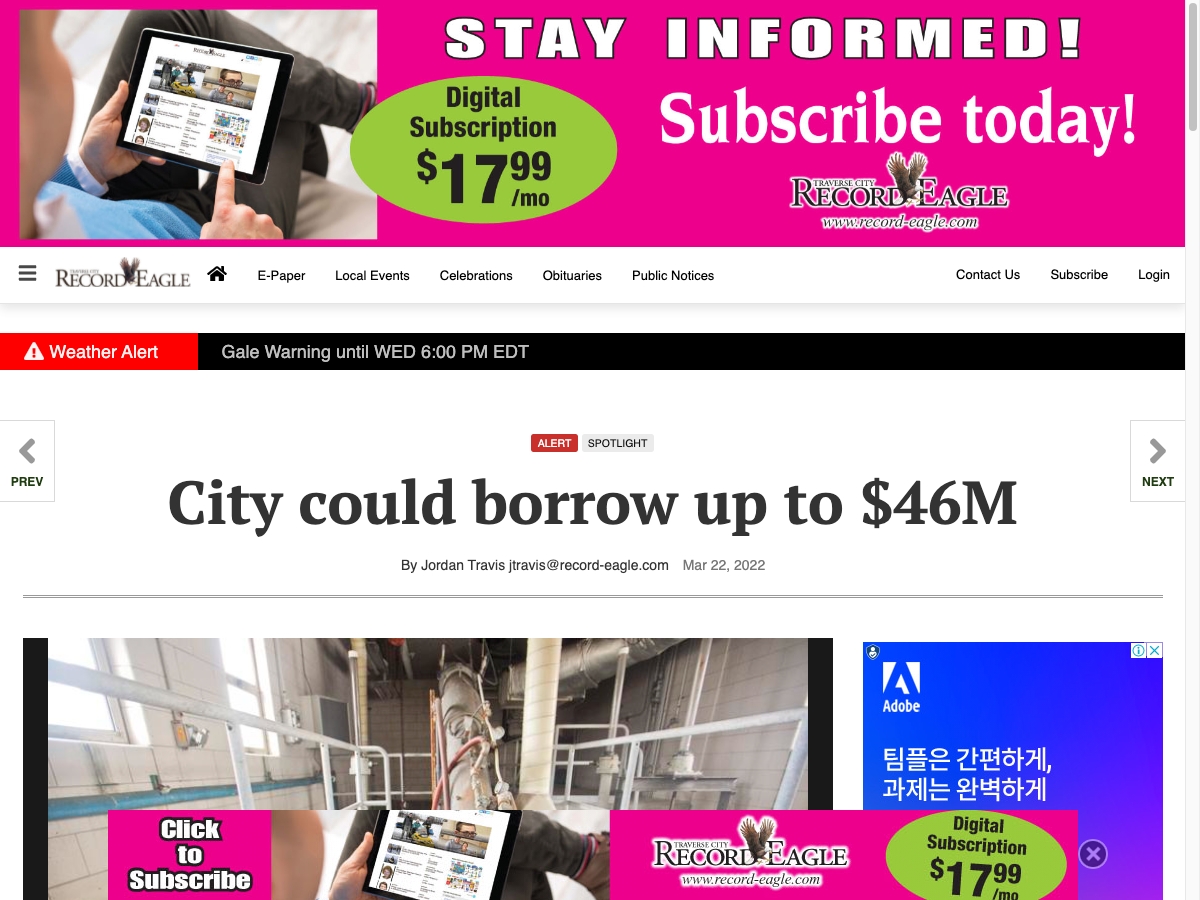 STAY INFORMED!
Digital
Subscription
$17.99
/mo
Subscribe today!
TRAVERSE CITY
RECORD EAGLE
www.record-eagle.com
TRAVERSE CITY
RECORD EAGLE
E-Paper
Local Events
Celebrations
Obituaries
Public Notices
Contact Us
Subscribe
Login
Weather Alert
Gale Warning until WED 6:00 PM EDT
PREV
NEXT
ALERT SPOTLIGHT
City could borrow up to $46M
By Jordan Travis jtravis@record-eagle.com Mar 22, 2022
Adobe
팀플은 간편하게,
과제는 완벽하게
Click
to
Subscribe
TRAVERSE CITY
RECORD EAGLE
www.record-eagle.com
Digital
Subscription
$17.99
/mo